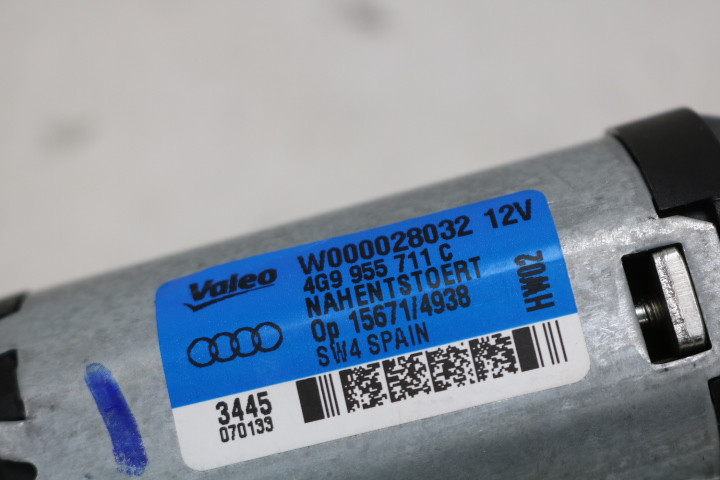 Valeo
W000028032 12V
4G9 955 711 C
NAHENTSTOERT
Op 15671/4938
SW4 SPAIN
HW02
3445
070133